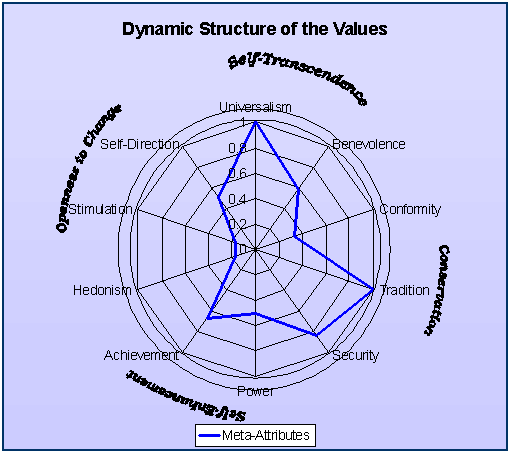 Dynamic Structure of the Values
Self-Transcendence
Universalism
1
Openness to Change
Self-Direction
0.8
Benevolence
0.6
0.4
Stimulation
Conformity
0.2
0
Conservation
Hedonism
Tradition
Achievement
Security
Self-Enhancement
Power
Meta-Attributes